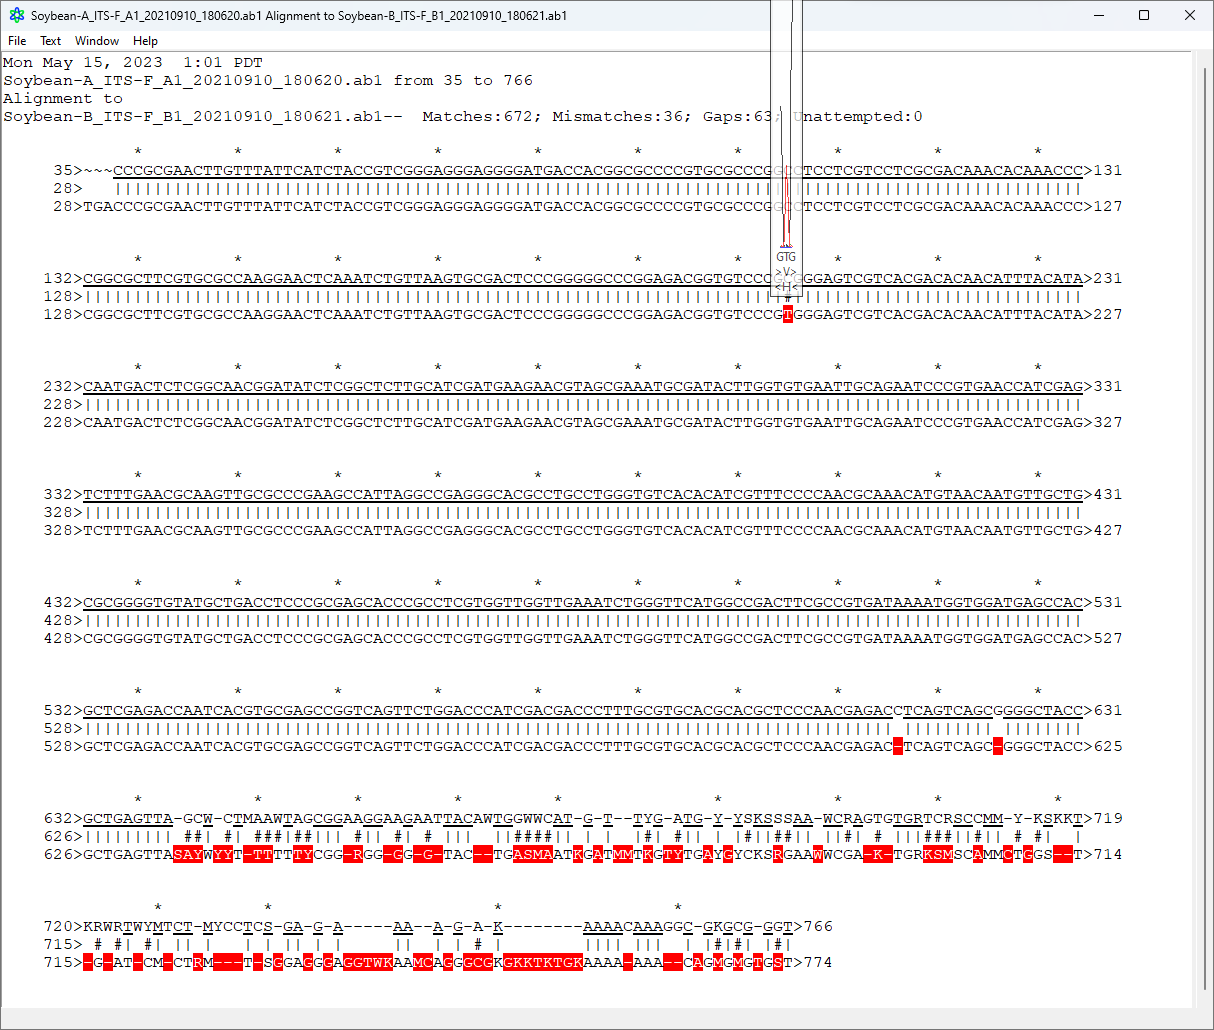 Soybean-A_ITS-F_A1_20210910_180620.ab1 Alignment to Soybean-B_ITS-F_B1_20210910_180621.ab1
File Text Window Help
Mon May 15, 2023  1:01 PDT
Soybean-A_ITS-F_A1_20210910_180620.ab1 from 35 to 766
Alignment to
Soybean-B_ITS-F_B1_20210910_180621.ab1--  Matches:672; Mismatches:36; Gaps:63; Unattempted:0
35>~~~CCCGCGAACTTGTTTATTCATCTACCGTCGGGAGGGAGGGGATGACCACGGCGCCCCGTGCGCCCGGCCTCCTCGTCCTCGCGACAAACACAAACCC>131
28>
28>TGACCCGCGAACTTGTTTATTCATCTACCGTCGGGAGGGAGGGGATGACCACGGCGCCCCGTGCGCCCGGCCTCCTCGTCCTCGCGACAAACACAAACCC>127
GTG
>V>
<H<
132>CGGCGCTTCGTGCGCCAAGGAACTCAAATCTGTTAAGTGCGACTCCCGGGGGCCCGGAGACGGTGTCCCGCGGGAGTCGTCACGACACAACATTTACATA>231
128> #
128>CGGCGCTTCGTGCGCCAAGGAACTCAAATCTGTTAAGTGCGACTCCCGGGGGCCCGGAGACGGTGTCCCGTGGGAGTCGTCACGACACAACATTTACATA>227
232>CAATGACTCTCGGCAACGGATATCTCGGCTCTTGCATCGATGAAGAACGTAGCGAAATGCGATACTTGGTGTGAATTGCAGAATCCCGTGAACCATCGAG>331
228>
228>CAATGACTCTCGGCAACGGATATCTCGGCTCTTGCATCGATGAAGAACGTAGCGAAATGCGATACTTGGTGTGAATTGCAGAATCCCGTGAACCATCGAG>327
332>TCTTTGAACGCAAGTTGCGCCCGAAGCCATTAGGCCGAGGGCACGCCTGCCTGGGTGTCACACATCGTTTCCCCAACGCAAACATGTAACAATGTTGCTG>431
328>
328>TCTTTGAACGCAAGTTGCGCCCGAAGCCATTAGGCCGAGGGCACGCCTGCCTGGGTGTCACACATCGTTTCCCCAACGCAAACATGTAACAATGTTGCTG>427
432>CGCGGGGTGTATGCTGACCTCCCGCGAGCACCCGCCTCGTGGTTGGTTGAAATCTGGGTTCATGGCCGACTTCGCCGTGATAAAATGGTGGATGAGCCAC>531
428>
428>CGCGGGGTGTATGCTGACCTCCCGCGAGCACCCGCCTCGTGGTTGGTTGAAATCTGGGTTCATGGCCGACTTCGCCGTGATAAAATGGTGGATGAGCCAC>527
532>GCTCGAGACCAATCACGTGCGAGCCGGTCAGTTCTGGACCCATCGACGACCCTTTGCGTGCACGCACGCTCCCAACGAGACCTCAGTCAGCGGGGCTACC>631
528>
528>GCTCGAGACCAATCACGTGCGAGCCGGTCAGTTCTGGACCCATCGACGACCCTTTGCGTGCACGCACGCTCCCAACGAGAC-TCAGTCAGC-GGGCTACC>625
632>GCTGAGTTA-GCW-CTMAAWTAGCGGAAGGAAGAATTACAWTGGWWCAT-G-T--TYG-ATGG-Y-YSKSSSAA-WCRAGTGTGRTCRSCCMM-Y-KSKKT>719
626>
626>GCTGAGTTASAYWYYT-TTTTTYCGG-RGG-GG-G-TAC--TGASMAATKGATMMTKGTYTGAYGYCKSRGAAWWCGA-K-TGRKSMSCAMMCTGGS--T>714
720>KRWRTWYMTCT-MYCCTCS-GA-G-A-----AA--A-G-A-K--------AAAACAAAGGC-GKGCG-GGT>766
715>
715>-G-AT-CM-CTRM---T-SGGAGGGAGGTWKAAMCAGGGCGKGKKTKTGKAAAA-AAA--CAGMGMGTGST>774